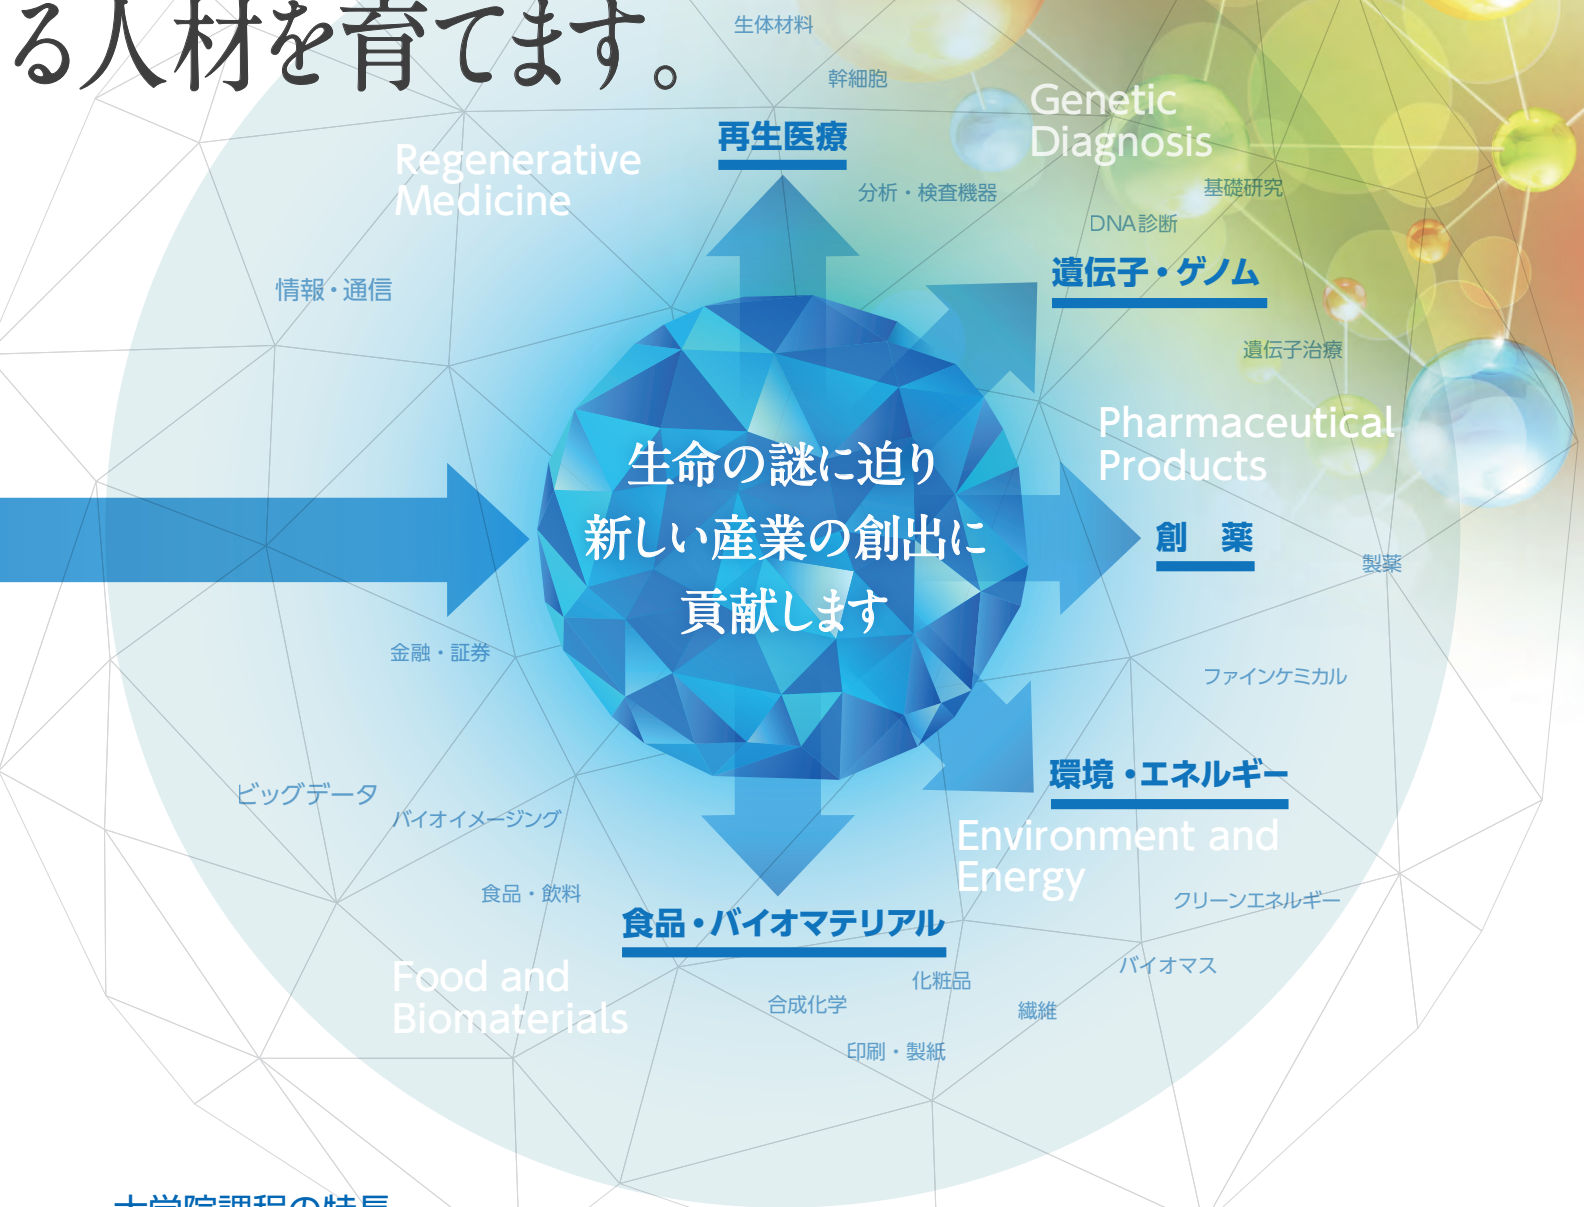 る人材を育てます。
生体材料
幹細胞
再生医療
Regenerative
Medicine
Genetic
Diagnosis
分析・検査機器
基礎研究
DNA診断
遺伝子・ゲノム
情報・通信
遺伝子治療
Pharmaceutical
Products
生命の謎に迫り
新しい産業の創出に
貢献します
創　薬
製薬
金融・証券
ファインケミカル
環境・エネルギー
ビッグデータ
バイオイメージング
Environment and
Energy
食品・飲料
クリーンエネルギー
食品・バイオマテリアル
バイオマス
Food and
Biomaterials
化粧品
合成化学
繊維
印刷・製紙
大学院課程の特長